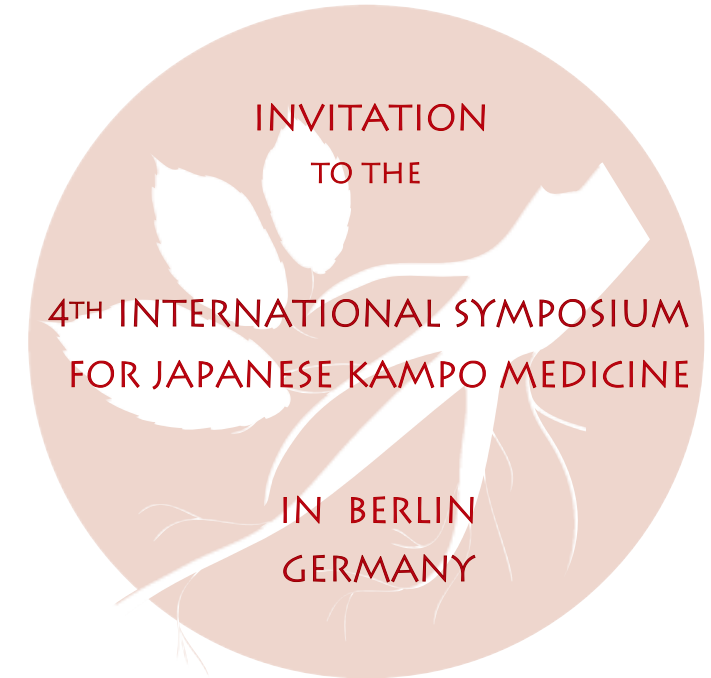 INVITATION
TO THE
4TH INTERNATIONAL SYMPOSIUM
FOR JAPANESE KAMPO MEDICINE
IN BERLIN
GERMANY